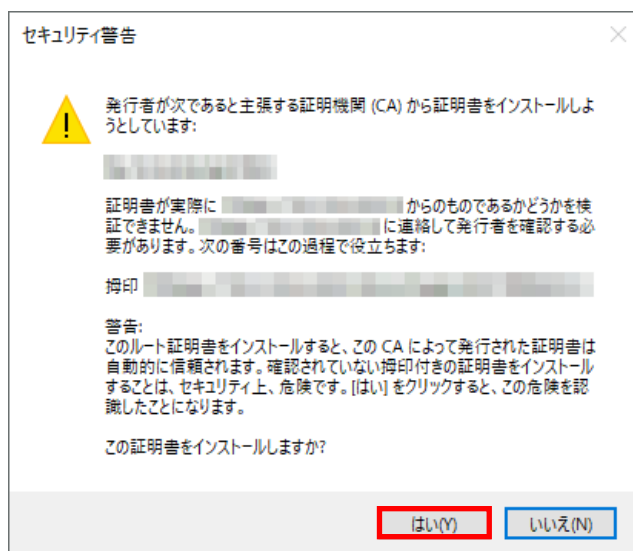 セキュリティ警告
発行者が次であると主張する証明機関 (CA) から証明書をインストールしよ
うとしています:
証明書が実際に からのものであるかどうかを検
証できません。 に連絡して発行者を確認する必
要があります。次の番号はこの過程で役立ちます:
拇印
警告:
このルート証明書をインストールすると、この CA によって発行された証明書は
自動的に信頼されます。確認されていない拇印付きの証明書をインストール
することは、セキュリティ上、危険です。[はい] をクリックすると、この危険を認
識したことになります。
この証明書をインストールしますか?
はい(Y) いいえ(N)